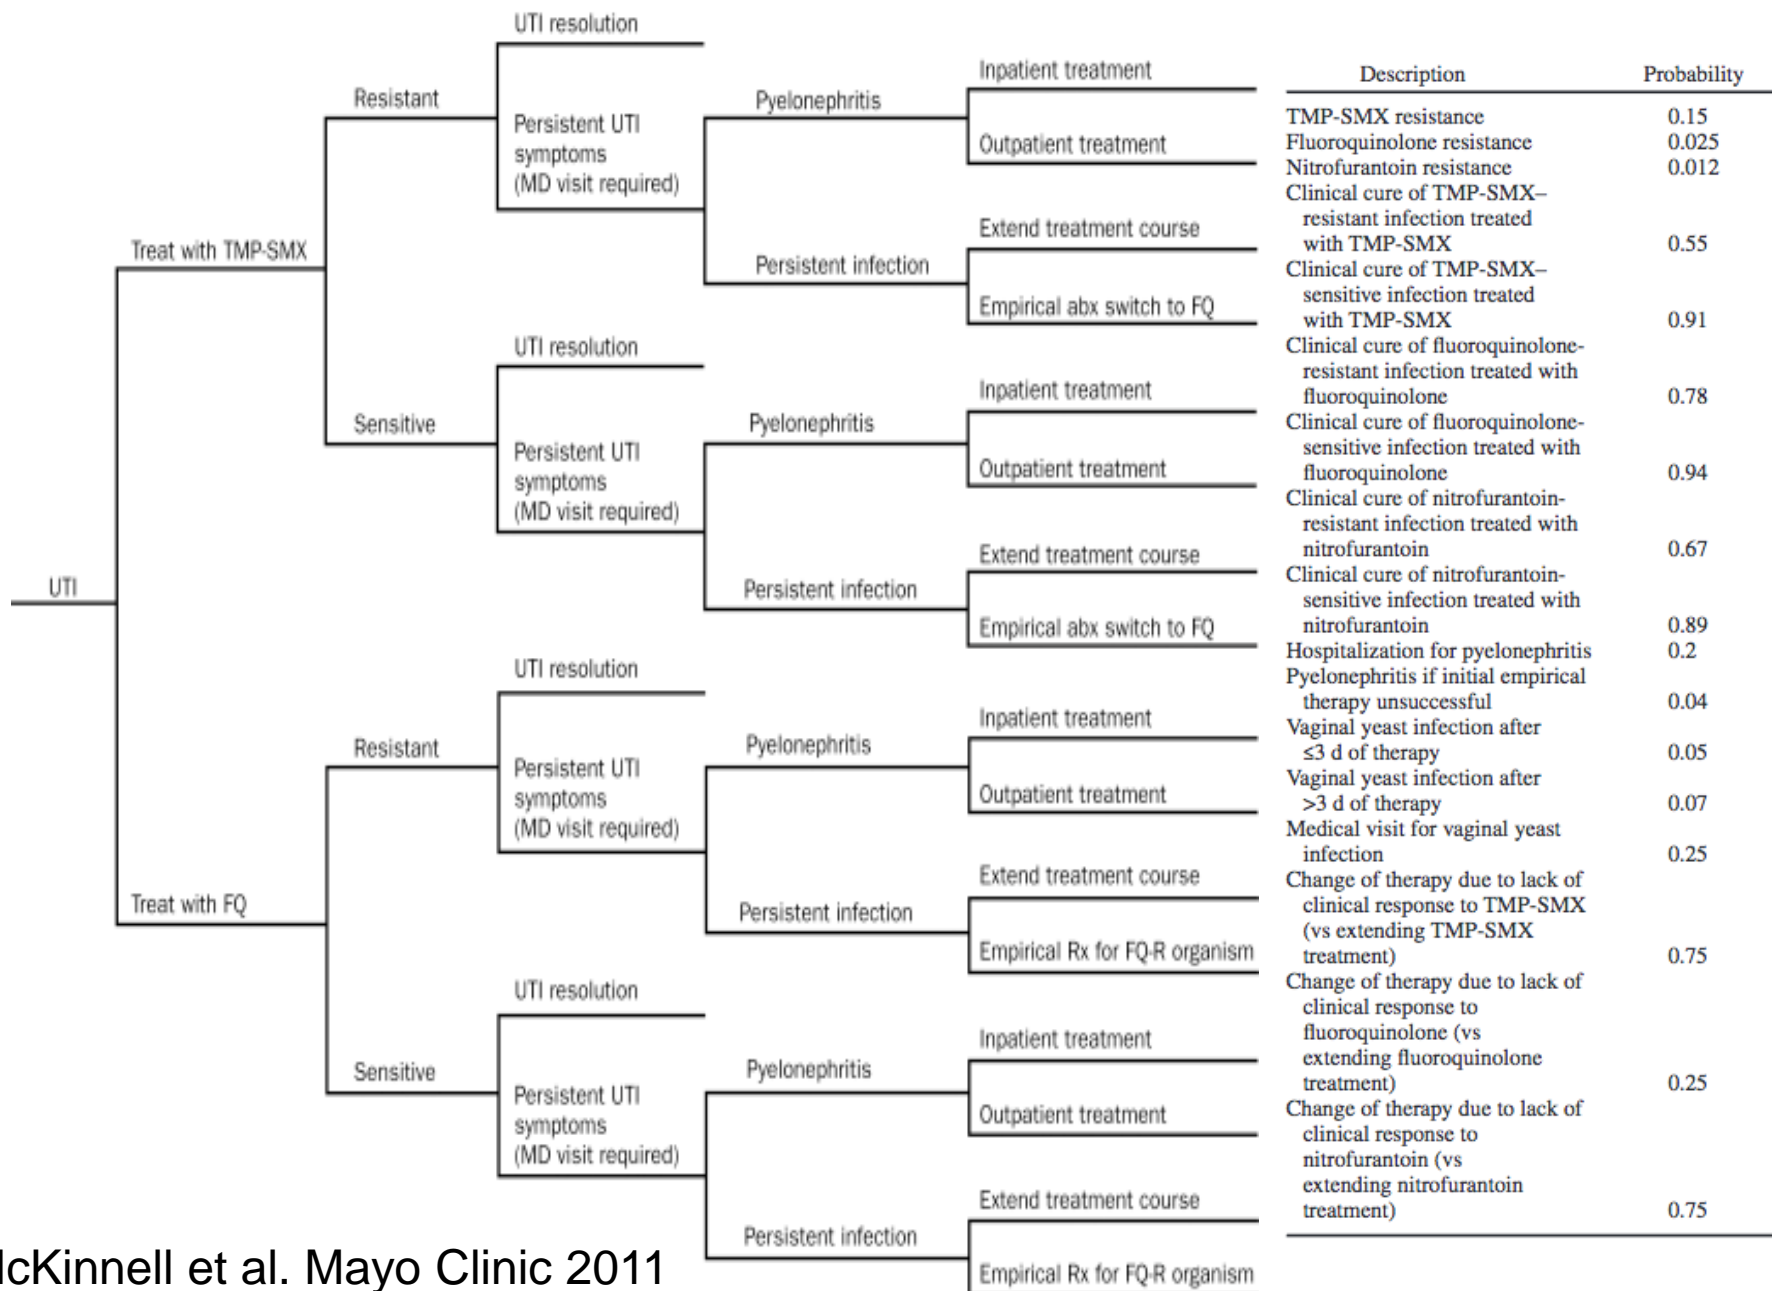 UTI
Treat with TMP-SMX
Resistant
UTI resolution
Persistent UTI
symptoms
(MD visit required)
Pyelonephritis
Inpatient treatment
Outpatient treatment
Persistent infection
Extend treatment course
Empirical abx switch to FQ
Sensitive
UTI resolution
Persistent UTI
symptoms
(MD visit required)
Pyelonephritis
Inpatient treatment
Outpatient treatment
Persistent infection
Extend treatment course
Empirical abx switch to FQ
Treat with FQ
Resistant
UTI resolution
Persistent UTI
symptoms
(MD visit required)
Pyelonephritis
Inpatient treatment
Outpatient treatment
Persistent infection
Extend treatment course
Empirical Rx for FQ-R organism
Sensitive
UTI resolution
Persistent UTI
symptoms
(MD visit required)
Pyelonephritis
Inpatient treatment
Outpatient treatment
Persistent infection
Extend treatment course
Empirical Rx for FQ-R organism
Description Probability
TMP-SMX resistance 0.15
Fluoroquinolone resistance 0.025
Nitrofurantoin resistance 0.012
Clinical cure of TMP-SMX–
resistant infection treated
with TMP-SMX 0.55
Clinical cure of TMP-SMX–
sensitive infection treated
with TMP-SMX 0.91
Clinical cure of fluoroquinolone-
resistant infection treated with
fluoroquinolone 0.78
Clinical cure of fluoroquinolone-
sensitive infection treated with
fluoroquinolone 0.94
Clinical cure of nitrofurantoin-
resistant infection treated with
nitrofurantoin 0.67
Clinical cure of nitrofurantoin-
sensitive infection treated with
nitrofurantoin 0.89
Hospitalization for pyelonephritis 0.2
Pyelonephritis if initial empirical
therapy unsuccessful 0.04
Vaginal yeast infection after
≤3 d of therapy 0.05
Vaginal yeast infection after
>3 d of therapy 0.07
Medical visit for vaginal yeast
infection 0.25
Change of therapy due to lack of
clinical response to TMP-SMX
(vs extending TMP-SMX
treatment) 0.75
Change of therapy due to lack of
clinical response to
fluoroquinolone (vs
extending fluoroquinolone
treatment) 0.25
Change of therapy due to lack of
clinical response to
nitrofurantoin (vs
extending nitrofurantoin
treatment) 0.75
cKinnell et al. Mayo Clinic 2011